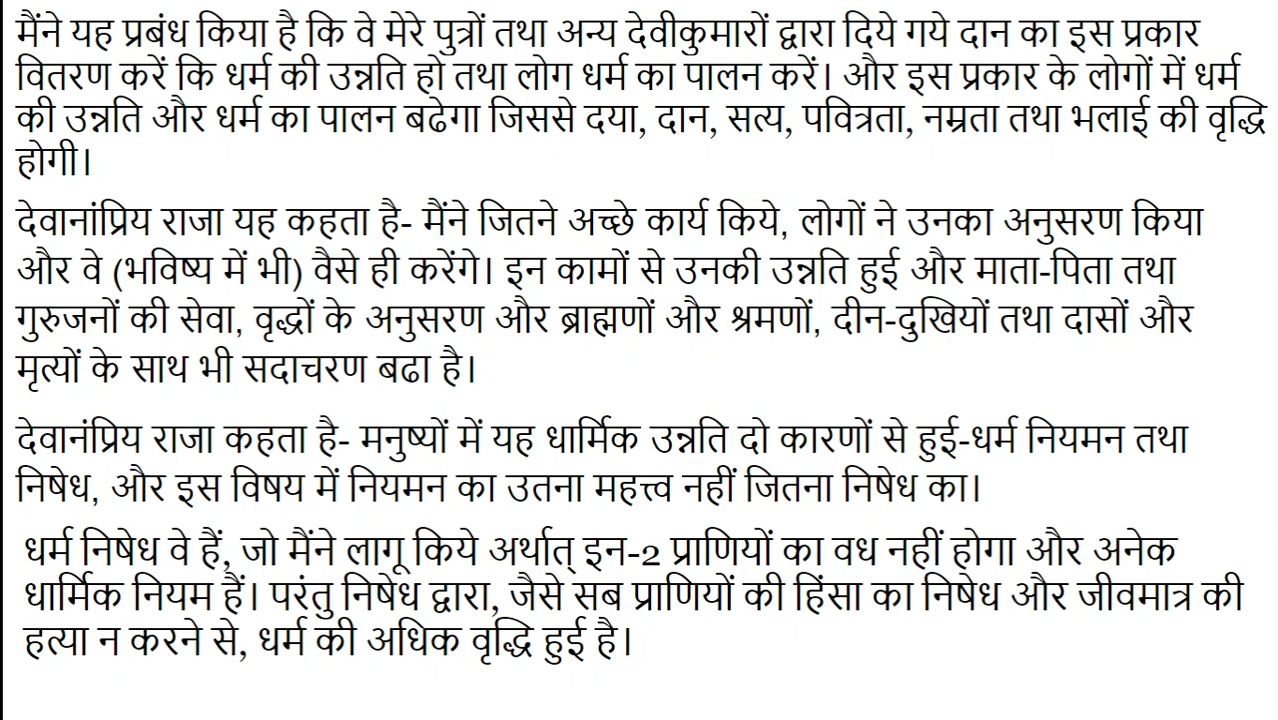 मैंने यह प्रबंध किया है कि वे मेरे पुत्रों तथा अन्य देवीकुमारों द्वारा दिये गये दान का इस प्रकार
वितरण करें कि धर्म की उन्नति हो तथा लोग धर्म का पालन करें। और इस प्रकार के लोगों में धर्म
की उन्नति और धर्म का पालन बढेगा जिससे दया, दान, सत्य, पवित्रता, नम्रता तथा भलाई की वृद्धि
होगी।
देवानांप्रिय राजा यह कहता है- मैंने जितने अच्छे कार्य किये, लोगों ने उनका अनुसरण किया
और वे (भविष्य में भी) वैसे ही करेंगे। इन कामों से उनकी उन्नति हुई और माता-पिता तथा
गुरुजनों की सेवा, वृद्धों के अनुसरण और ब्राह्मणों और श्रमणों, दीन-दुखियों तथा दासों और
मृत्यों के साथ भी सदाचरण बढा है।
देवानंप्रिय राजा कहता है- मनुष्यों में यह धार्मिक उन्नति दो कारणों से हुई-धर्म नियमन तथा
निषेध, और इस विषय में नियमन का उतना महत्त्व नहीं जितना निषेध का।
धर्म निषेध वे हैं, जो मैंने लागू किये अर्थात् इन-2 प्राणियों का वध नहीं होगा और अनेक
धार्मिक नियम हैं। परंतु निषेध द्वारा, जैसे सब प्राणियों की हिंसा का निषेध और जीवमात्र की
हत्या न करने से, धर्म की अधिक वृद्धि हुई है।